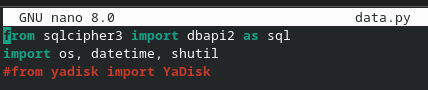 GNU nano 8.0 data.py
from sqlcipher3 import dbapi2 as sql
import os, datetime, shutil
#from yadisk import YaDisk